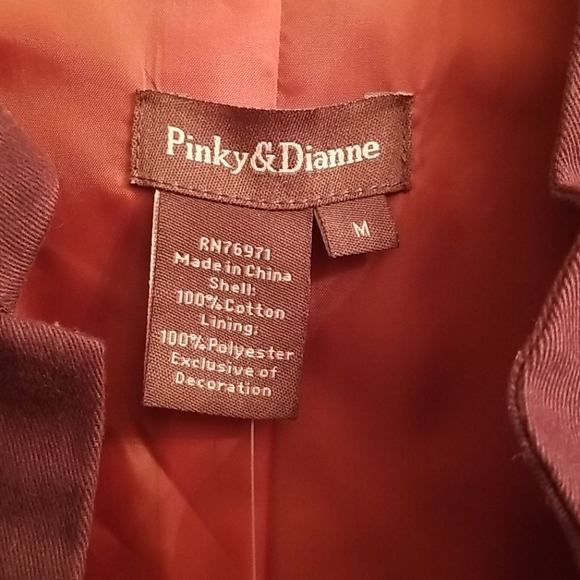 Pinky&Dianne
M
RN76971
Made in China
Shell:
100% Cotton
Lining:
100% Polyester
Exclusive of
Decoration